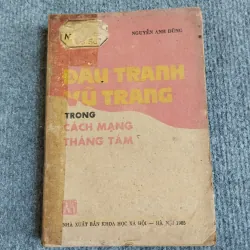 NGUYỄN ANH DŨNG
ĐẤU TRANH
VŨ TRANG
TRONG
CÁCH MẠNG
THÁNG TÁM
NHÀ XUẤT BẢN KHOA HỌC XÃ HỘI — HÀ NỘI 1985